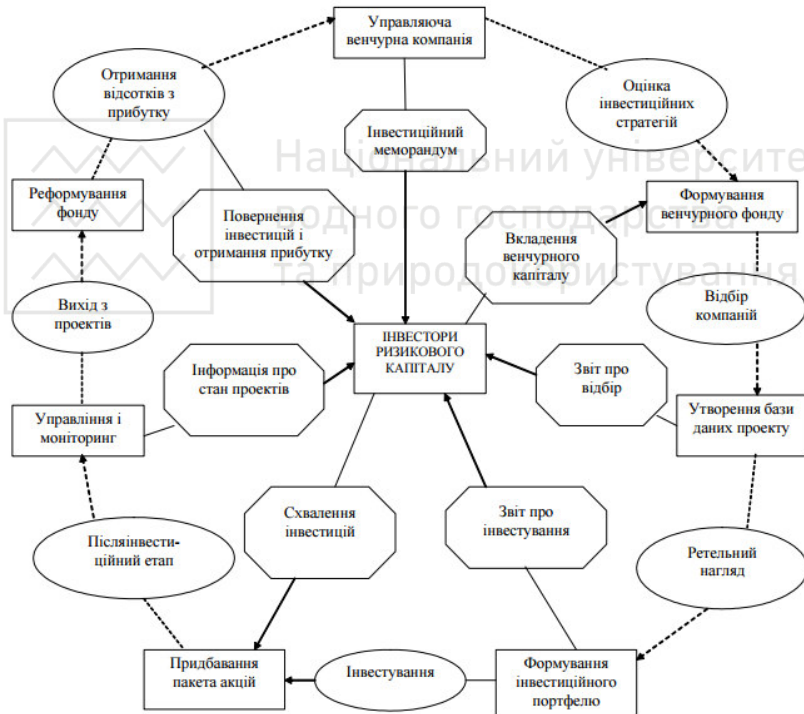 Управляюча
венчурна компанія
Отримання
відсотків з
прибутку
Оцінка
інвестиційних
стратегій
Інвестиційний
меморандум
Національний університе
водного господарства
та природокористування
Реформування
фонду
Повернення
інвестицій і
отримання прибутку
Вкладення
венчурного
капіталу
Формування
венчурного фонду
Вихід з
проектів
Відбір
компаній
ІНВЕСТОРИ
РИЗИКОВОГО
КАПІТАЛУ
Інформація про
стан проектів
Звіт про
відбір
Управління і
моніторинг
Утворення бази
даних проекту
Схвалення
інвестицій
Звіт про
інвестування
Післяінвести-
ційний етап
Ретельний
нагляд
Придбавання
пакета акцій
Інвестування
Формування
інвестиційного
портфелю